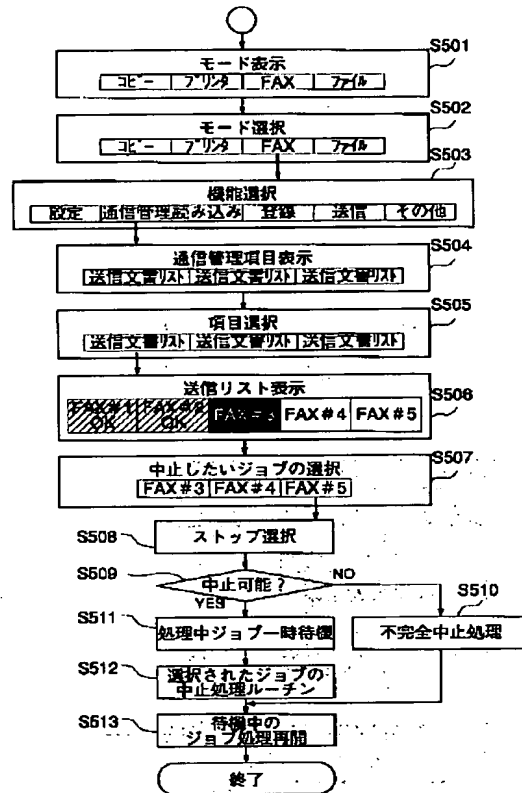 S501
モード表示
コピー プリンタ FAX ファイル
S502
モード選択
コピー プリンタ FAX ファイル
S503
機能選択
設定 通信管理読み込み 登録 送信 その他
S504
通信管理項目表示
送信文書リスト 送信文書リスト 送信文書リスト
S505
項目選択
送信文書リスト 送信文書リスト 送信文書リスト
S506
送信リスト表示
FAX#1 FAX#2 FAX#3 FAX#4 FAX#5
OK OK
S507
中止したいジョブの選択
FAX#3 FAX#4 FAX#5
S508
ストップ選択
S509
中止可能?
NO
YES
S510
不完全中止処理
S511
処理中ジョブ一時待機
S512
選択されたジョブの
中止処理ルーチン
S513
待機中の
ジョブ処理再開
終了